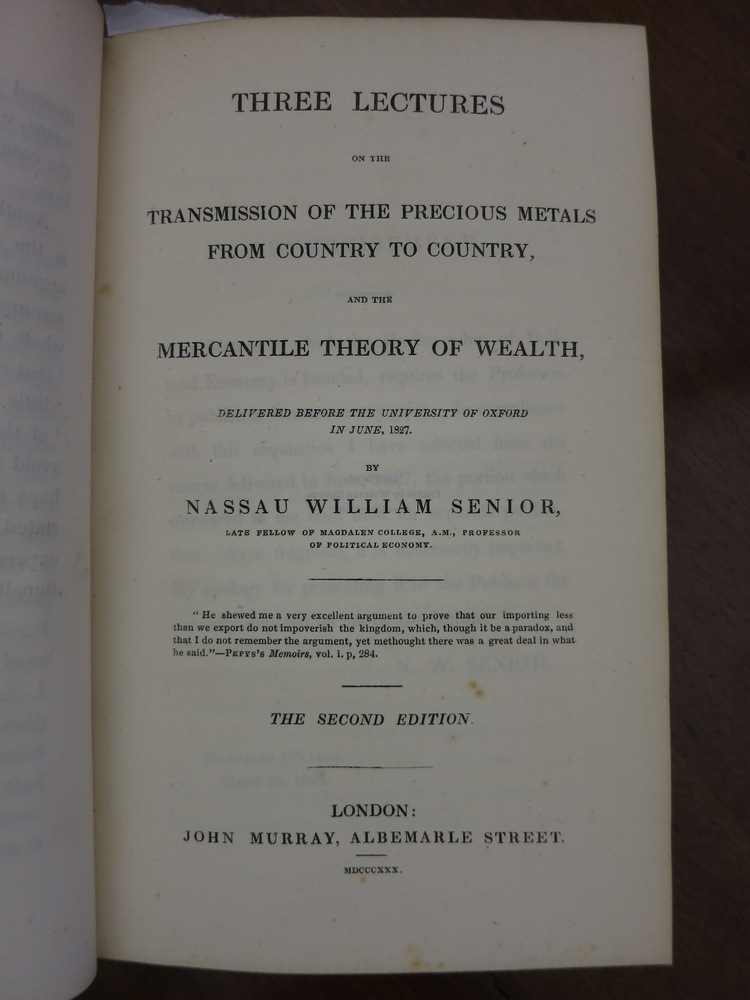 THREE LECTURES
ON THE
TRANSMISSION OF THE PRECIOUS METALS
FROM COUNTRY TO COUNTRY,
AND THE
MERCANTILE THEORY OF WEALTH,
DELIVERED BEFORE THE UNIVERSITY OF OXFORD
IN JUNE, 1827.
BY
NASSAU WILLIAM SENIOR,
LATE FELLOW OF MAGDALEN COLLEGE, A.M., PROFESSOR
OF POLITICAL ECONOMY.
" He shewed me a very excellent argument to prove that our importing less
than we export do not impoverish the kingdom, which, though it be a paradox, and
that I do not remember the argument, yet methought there was a great deal in what
he said."—PEPYS's Memoirs, vol. i. p, 284.
THE SECOND EDITION.
LONDON:
JOHN MURRAY, ALBEMARLE STREET.
MDCCCXXX.